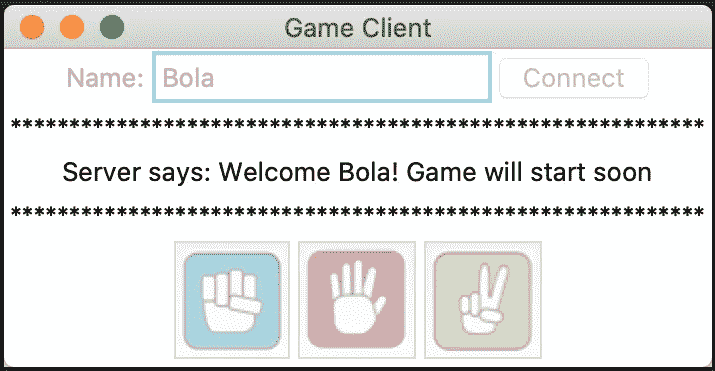 Game Client
Name: Bola Connect
************************************************************
Server says: Welcome Bola! Game will start soon
************************************************************